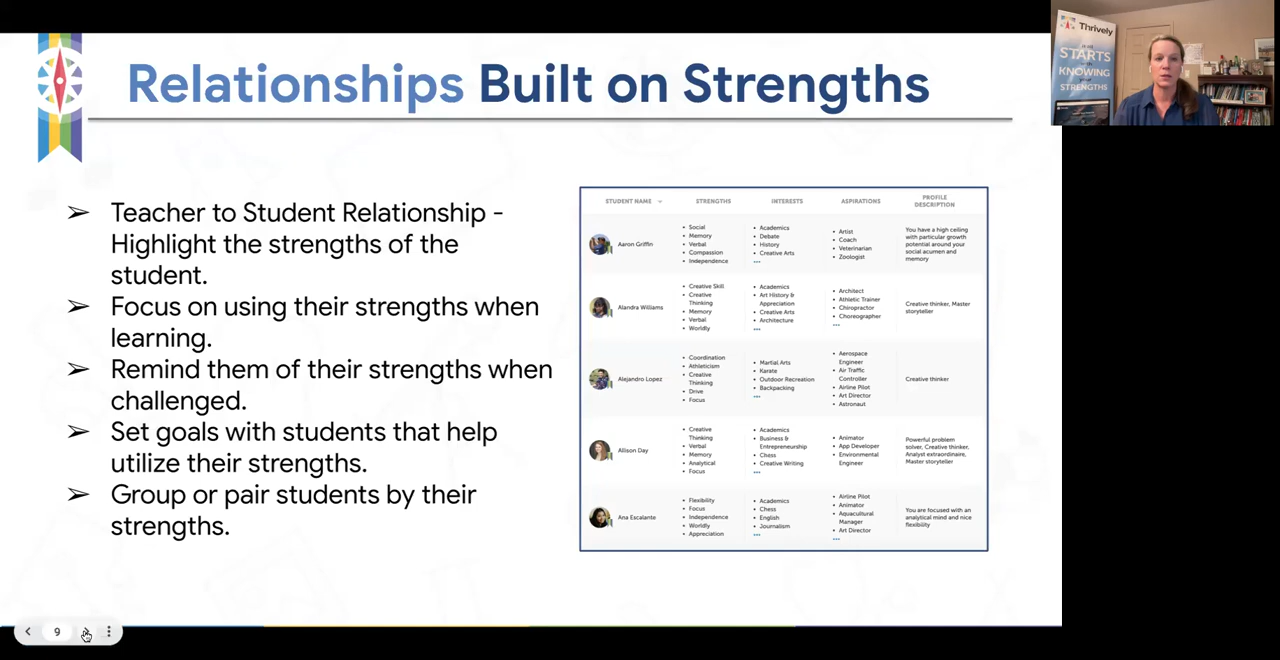 Relationships Built on Strengths
➢ Teacher to Student Relationship -
Highlight the strengths of the
student.
➢ Focus on using their strengths when
learning.
➢ Remind them of their strengths when
challenged.
➢ Set goals with students that help
utilize their strengths.
➢ Group or pair students by their
strengths.
STUDENT NAME
STRENGTHS
INTERESTS
ASPIRATIONS
PROFILE
DESCRIPTION
Aaron Griffin
• Social
• Memory
• Verbal
• Compassion
• Independence
• Academics
• Debate
• History
• Creative Arts
•••
• Artist
• Coach
• Veterinarian
• Zoologist
You have a high ceiling
with particular growth
potential around your
social acumen and
memory
Alandra Williams
• Creative Skill
• Creative
Thinking
• Memory
• Verbal
• Worldly
• Academics
• Art History &
Appreciation
• Creative Arts
• Architecture
•••
• Architect
• Athletic Trainer
• Chiropractor
• Choreographer
•••
Creative thinker, Master
storyteller
Alejandro Lopez
• Coordination
• Athleticism
• Creative
Thinking
• Drive
• Focus
• Martial Arts
• Karate
• Outdoor Recreation
• Backpacking
•••
• Aerospace
Engineer
• Air Traffic
Controller
• Airline Pilot
• Art Director
• Astronaut
Creative thinker
Allison Day
• Creative
Thinking
• Verbal
• Memory
• Analytical
• Focus
• Academics
• Business &
Entrepreneurship
• Chess
• Creative Writing
•••
• Animator
• App Developer
• Environmental
Engineer
Powerful problem
solver, Creative thinker,
Analyst extraordinaire,
Master storyteller
Ana Escalante
• Flexibility
• Focus
• Independence
• Worldly
• Appreciation
• Academics
• Chess
• English
• Journalism
•••
• Airline Pilot
• Animator
• Aquacultural
Manager
• Art Director
•••
You are focused with an
analytical mind and nice
flexibility
9
Thrively
STARTS
KNOWING
STRENGTHS